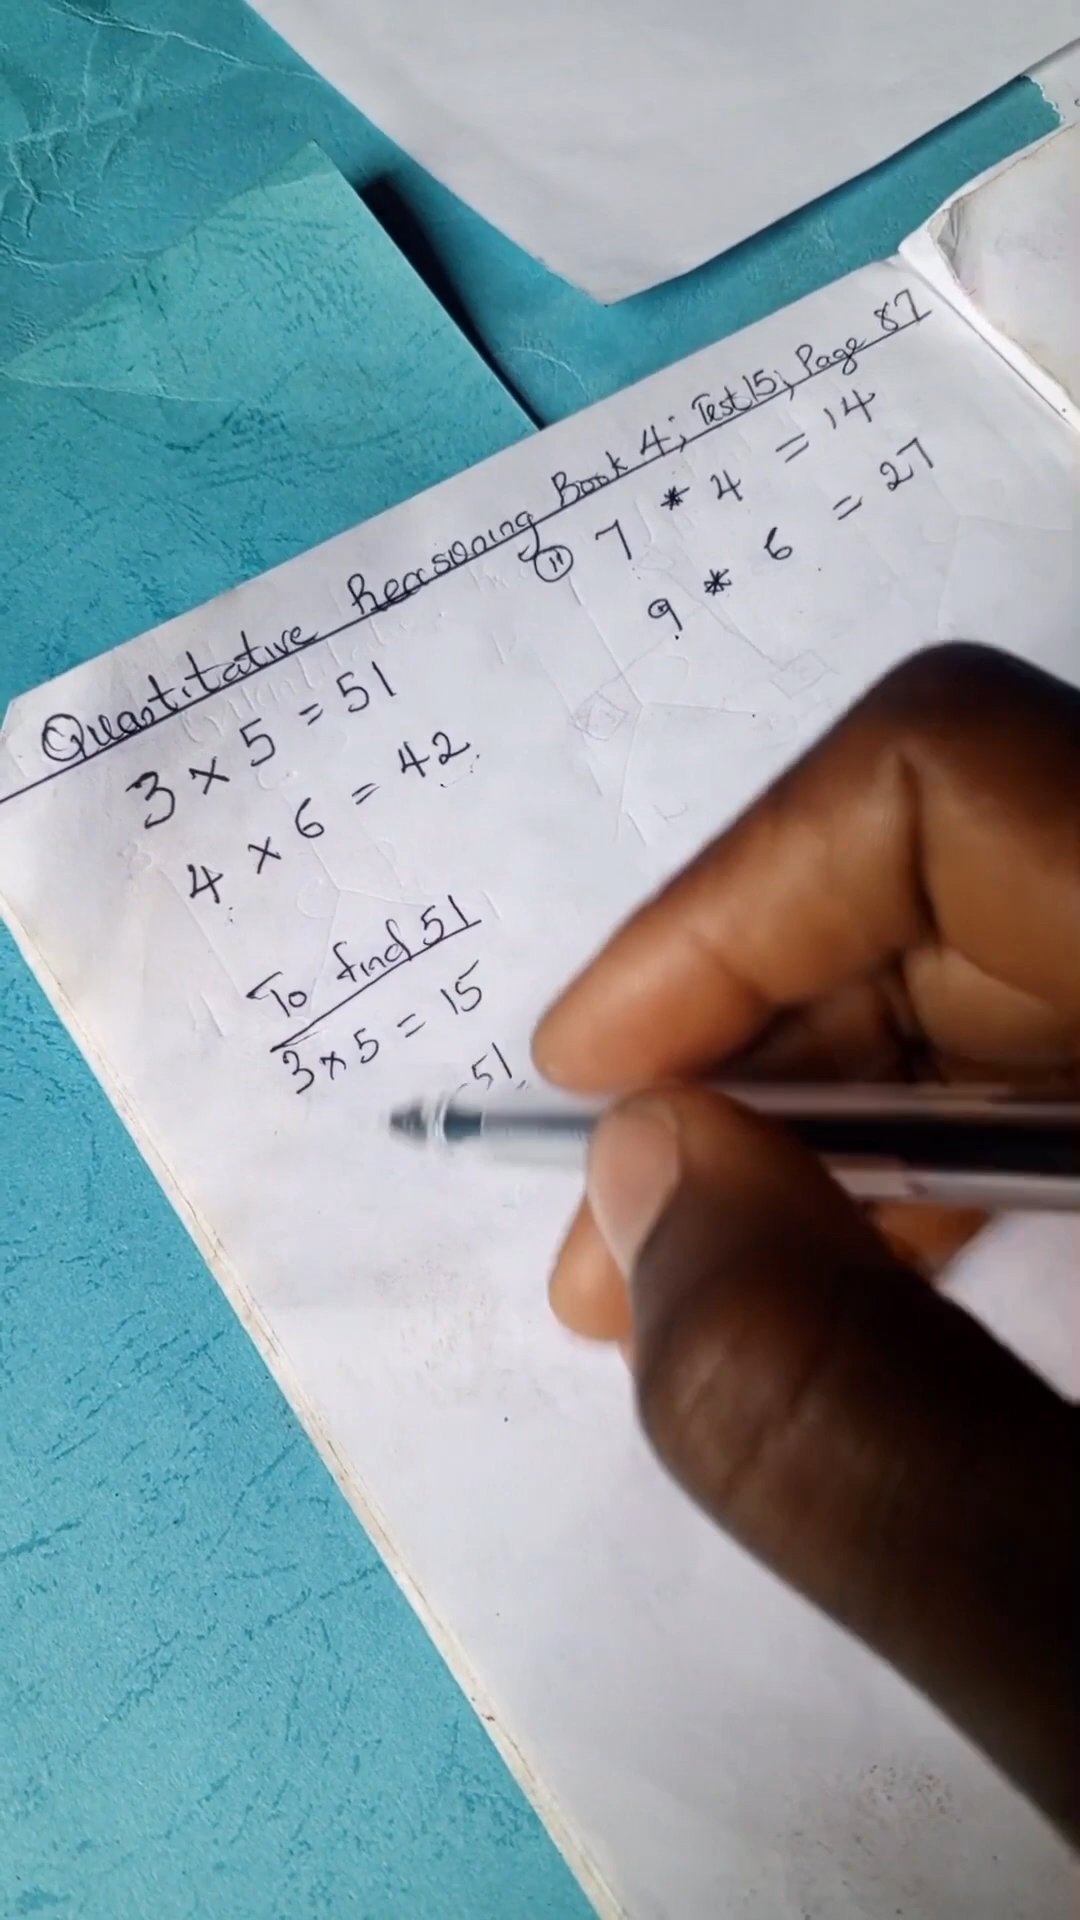 Quantitative Reasoning Book 4; Test 15; Page 87
3 × 5 = 51
4 × 6 = 42
To find 51
3 × 5 = 15
51
11 7 * 4 = 14
9 * 6 = 27